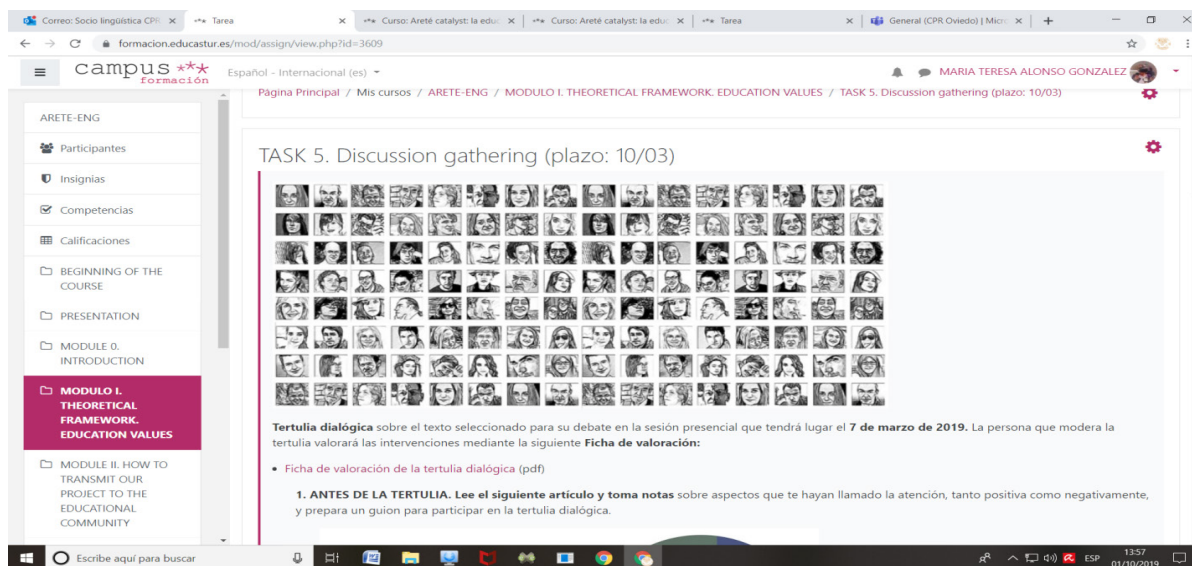 Correo: Socio lingüística CPR
Tarea
Curso: Areté catalyst: la educ
Curso: Areté catalyst: la educ
Tarea
General (CPR Oviedo) | Micro
formacion.educastur.es/mod/assign/view.php?id=3609
campus
formación
Español - Internacional (es)
MARIA TERESA ALONSO GONZALEZ
Página Principal / Mis cursos / ARETE-ENG / MODULO I. THEORETICAL FRAMEWORK. EDUCATION VALUES / TASK 5. Discussion gathering (plazo: 10/03)
ARETE-ENG
Participantes
Insignias
Competencias
Calificaciones
BEGINNING OF THE
COURSE
PRESENTATION
MODULE 0.
INTRODUCTION
MODULO I.
THEORETICAL
FRAMEWORK.
EDUCATION VALUES
MODULE II. HOW TO
TRANSMIT OUR
PROJECT TO THE
EDUCATIONAL
COMMUNITY
TASK 5. Discussion gathering (plazo: 10/03)
Tertulia dialógica sobre el texto seleccionado para su debate en la sesión presencial que tendrá lugar el 7 de marzo de 2019. La persona que modera la
tertulia valorará las intervenciones mediante la siguiente Ficha de valoración:
• Ficha de valoración de la tertulia dialógica (pdf)
1. ANTES DE LA TERTULIA. Lee el siguiente artículo y toma notas sobre aspectos que te hayan llamado la atención, tanto positiva como negativamente,
y prepara un guion para participar en la tertulia dialógica.
Escribe aquí para buscar
ESP
13:57
01/10/2019